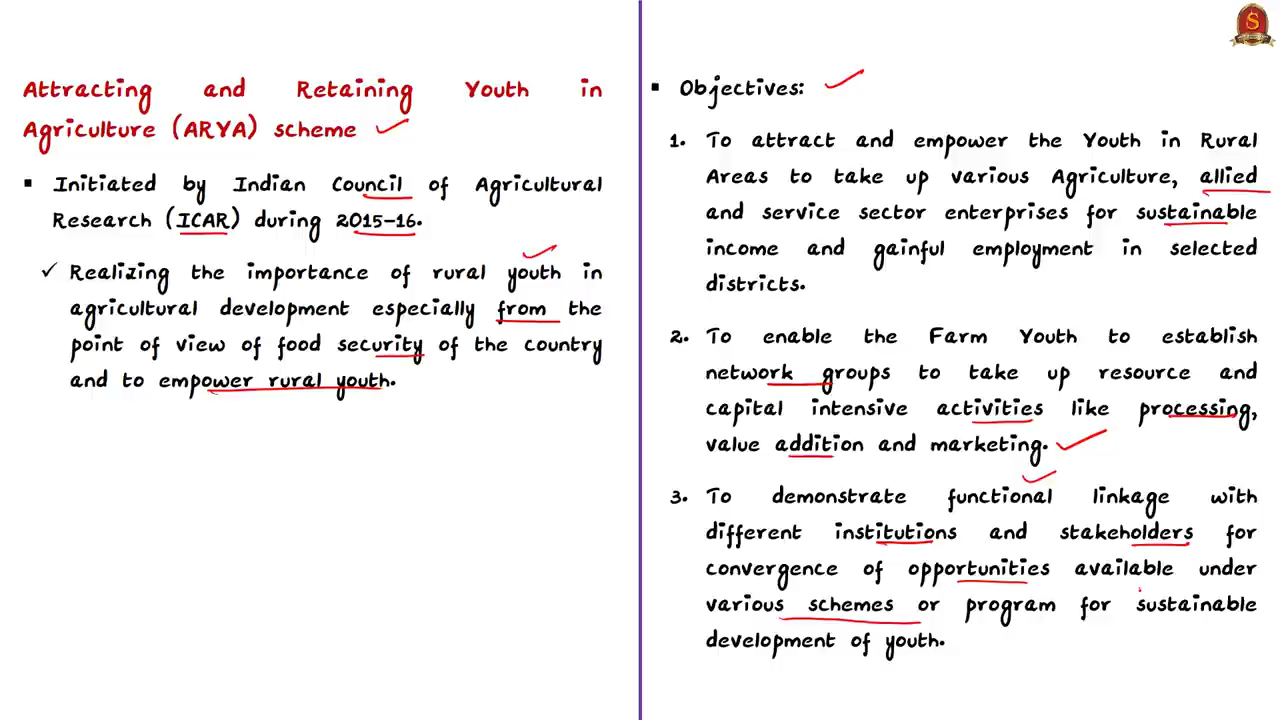 Attracting and Retaining Youth in
Agriculture (ARYA) scheme
▪ Initiated by Indian Council of Agricultural
Research (ICAR) during 2015-16.
✓ Realizing the importance of rural youth in
agricultural development especially from the
point of view of food security of the country
and to empower rural youth.
▪ Objectives:
1. To attract and empower the Youth in Rural
Areas to take up various Agriculture, allied
and service sector enterprises for sustainable
income and gainful employment in selected
districts.
2. To enable the Farm Youth to establish
network groups to take up resource and
capital intensive activities like processing,
value addition and marketing.
3. To demonstrate functional linkage with
different institutions and stakeholders for
convergence of opportunities available under
various schemes or program for sustainable
development of youth.
S